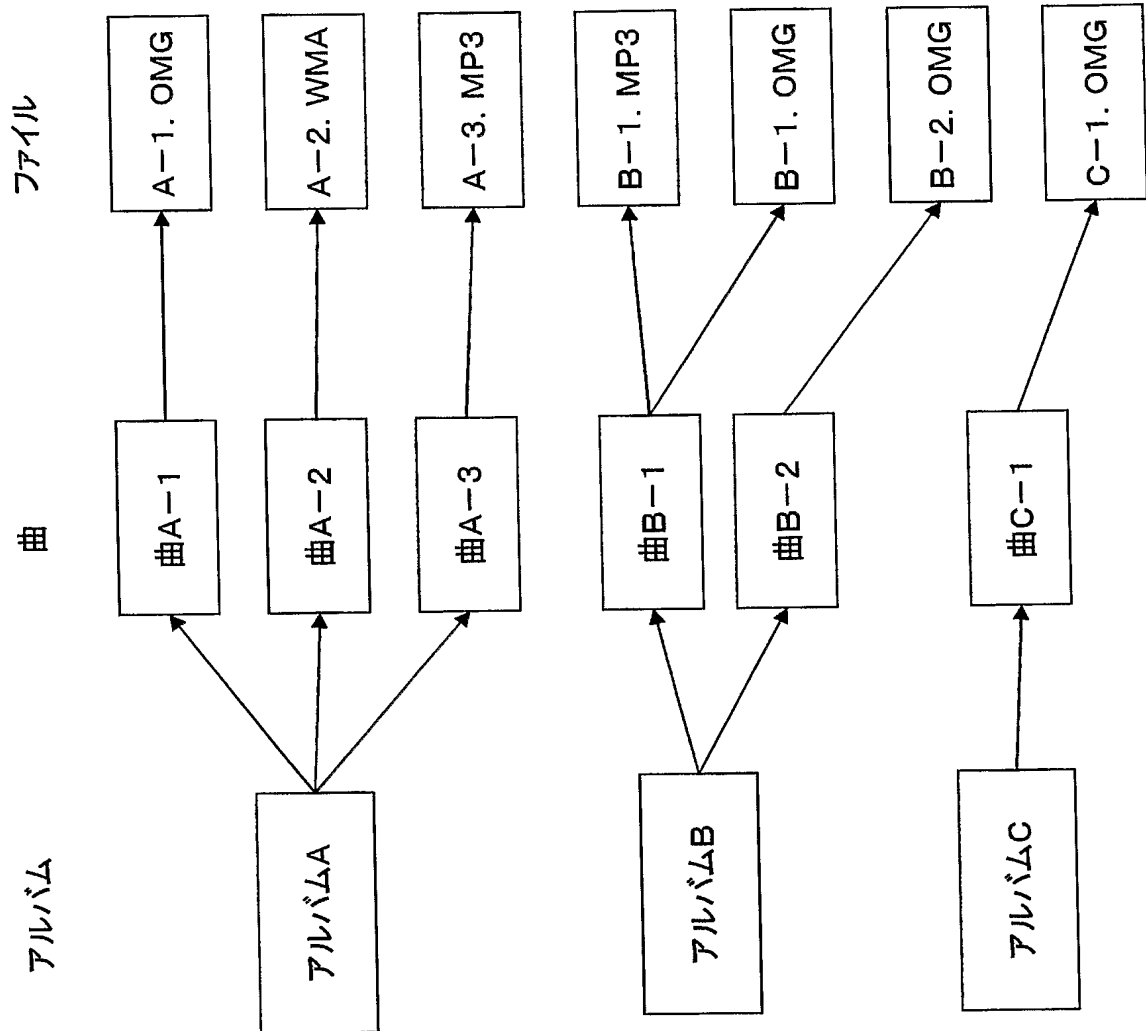 アルバム
曲
ファイル
アルバムA
曲A−1
A−1. OMG
曲A−2
A−2. WMA
曲A−3
A−3. MP3
アルバムB
曲B−1
B−1. MP3
B−1. OMG
曲B−2
B−2. OMG
アルバムC
曲C−1
C−1. OMG